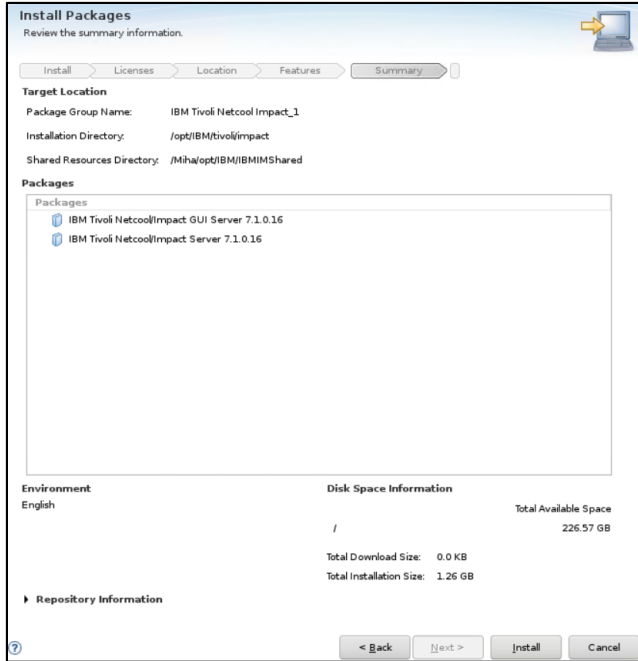 Install Packages
Review the summary information.
Install Licenses Location Features Summary
Target Location
Package Group Name: IBM Tivoli Netcool Impact_1
Installation Directory: /opt/IBM/tivoli/impact
Shared Resources Directory: /Miha/opt/IBM/IBMIMShared
Packages
Packages
IBM Tivoli Netcool/Impact GUI Server 7.1.0.16
IBM Tivoli Netcool/Impact Server 7.1.0.16
Environment
English
Disk Space Information
Total Available Space
/ 226.57 GB
Total Download Size: 0.0 KB
Total Installation Size: 1.26 GB
Repository Information
? < Back Next > Install Cancel